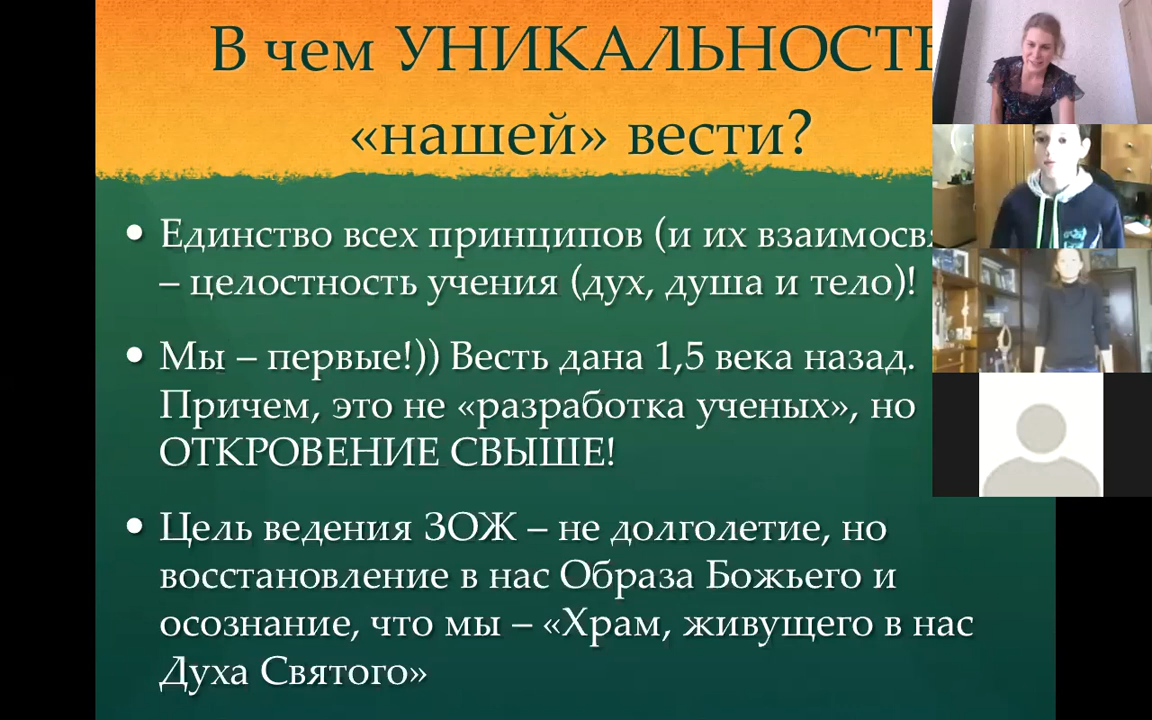 В чем УНИКАЛЬНОСТЬ
«нашей» вести?
• Единство всех принципов (и их
– целостность учения (дух, душа и тело)!
• Мы – первые!)) Весть дана 1,5 века назад.
Причем, это не «разработка ученых», но
ОТКРОВЕНИЕ СВЫШЕ!
• Цель ведения ЗОЖ – не долголетие, но
восстановление в нас Образа Божьего и
осознание, что мы – «Храм, живущего в нас
Духа Святого»